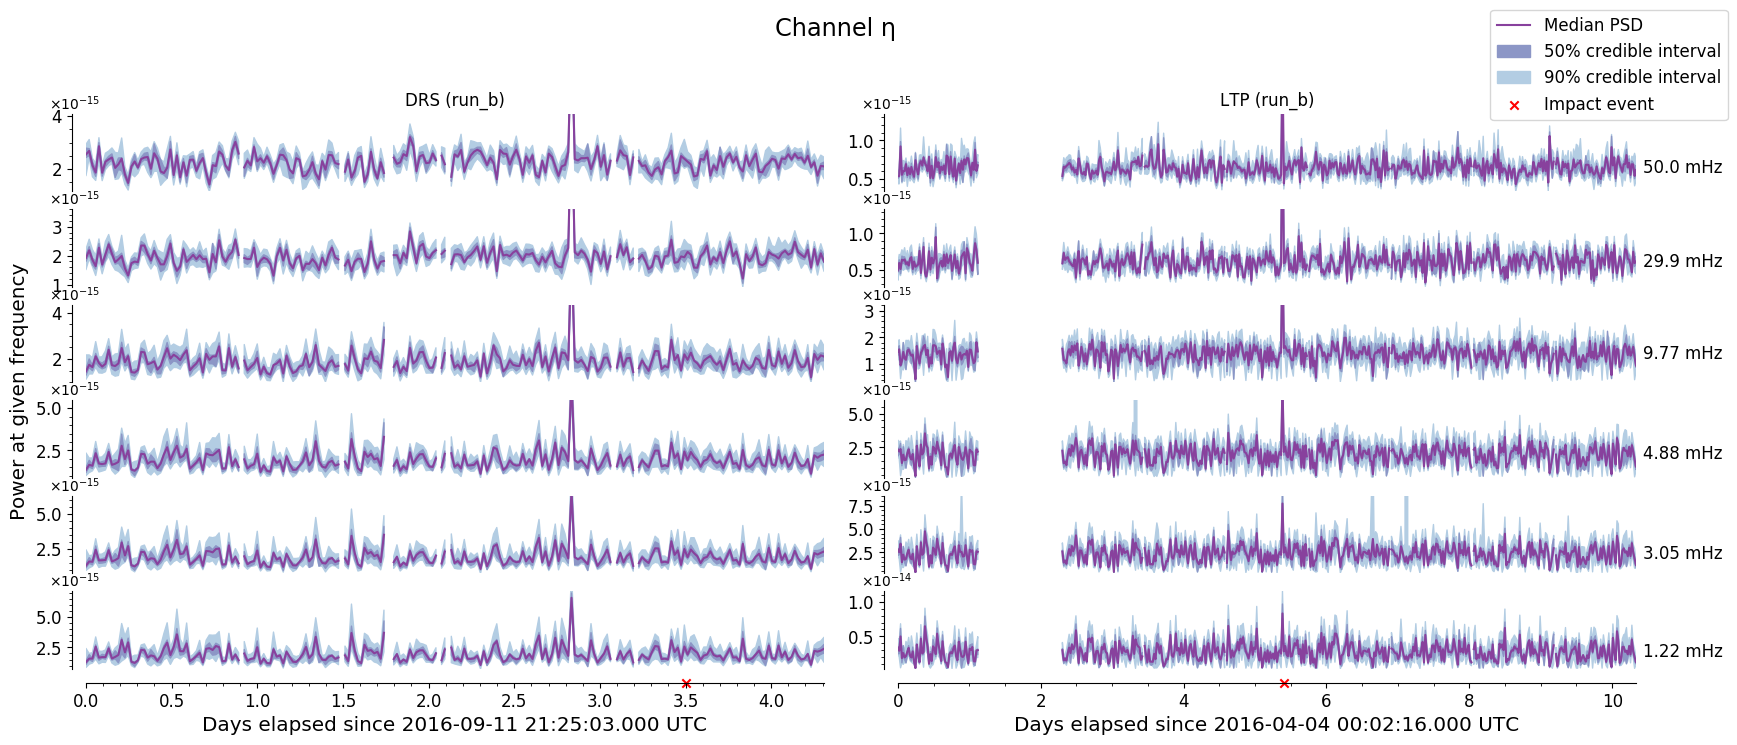 Channel η
Median PSD
50% credible interval
90% credible interval
Impact event
DRS (run_b)
LTP (run_b)
Power at given frequency
×10⁻¹⁵
4
2
×10⁻¹⁵
3
2
1
×10⁻¹⁵
4
2
×10⁻¹⁵
5.0
2.5
×10⁻¹⁵
5.0
2.5
×10⁻¹⁵
5.0
2.5
0.0 0.5 1.0 1.5 2.0 2.5 3.0 3.5 4.0
Days elapsed since 2016-09-11 21:25:03.000 UTC
×10⁻¹⁵
1.0
0.5
50.0 mHz
×10⁻¹⁵
1.0
0.5
29.9 mHz
×10⁻¹⁵
3
2
1
9.77 mHz
×10⁻¹⁵
5.0
2.5
4.88 mHz
×10⁻¹⁵
7.5
5.0
2.5
3.05 mHz
×10⁻¹⁴
1.0
0.5
1.22 mHz
0 2 4 6 8 10
Days elapsed since 2016-04-04 00:02:16.000 UTC